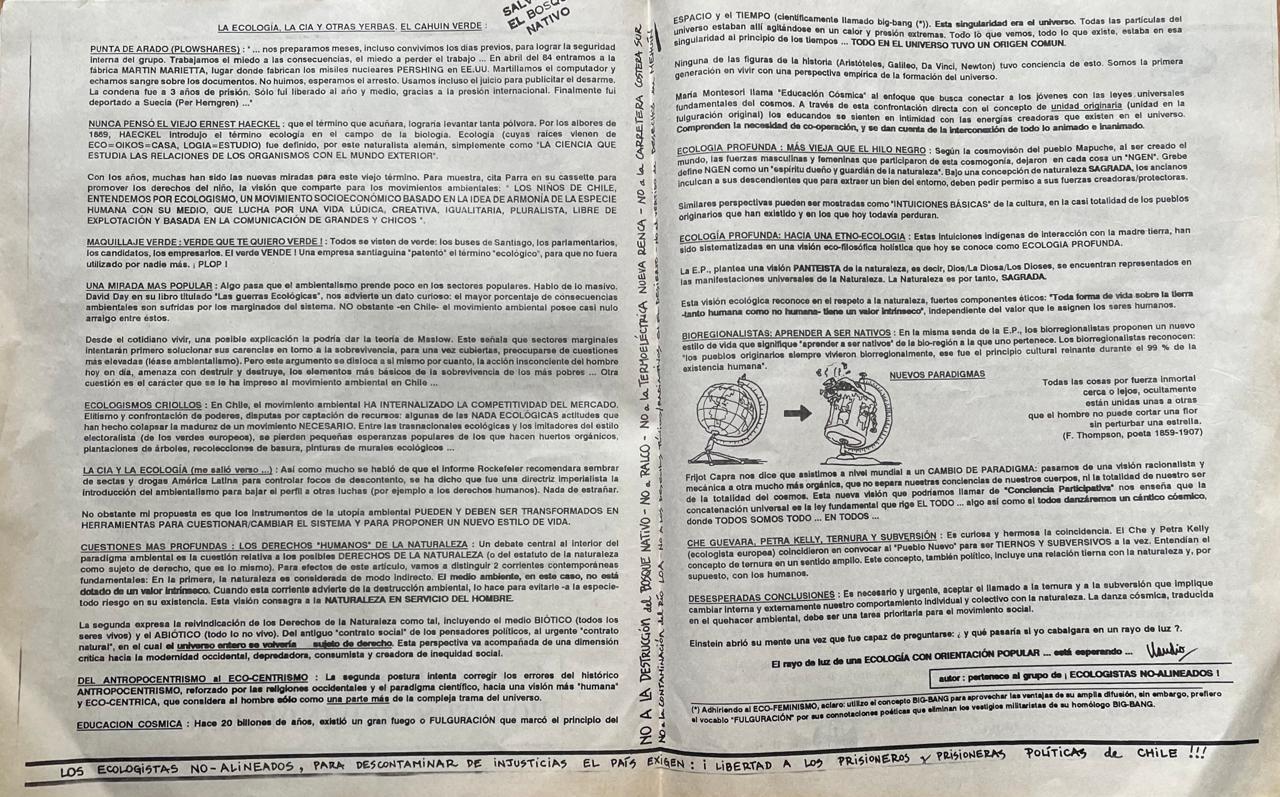 LA ECOLOGÍA, LA CIA Y OTRAS YERBAS. EL CAHUIN VERDE :
EL BOSQUE
NATIVO
PUNTA DE ARADO (PLOWSHARES) : "... nos preparamos meses, incluso convivimos los días previos, para lograr la seguridad
interna del grupo. Trabajamos el miedo a las consecuencias, el miedo a perder el trabajo ... En abril del 84 entramos a la
fábrica MARTIN MARIETTA, lugar donde fabrican los misiles nucleares PERSHING en EE.UU. Martillamos el computador y
echamos sangre sobre los documentos. No huimos, esperamos el arresto. Usamos incluso el juicio para publicitar el desarme.
La condena fue a 3 años de prisión. Sólo fui liberado al año y medio, gracias a la presión internacional. Finalmente fui
deportado a Suecia (Per Herngren) ..."
NUNCA PENSÓ EL VIEJO ERNEST HAECKEL : que el término que acuñara, lograría levantar tanta pólvora. Por los albores de
1869, HAECKEL introdujo el término ecología en el campo de la biología. Ecología (cuyas raíces vienen de
ECO=OIKOS=CASA, LOGIA=ESTUDIO) fue definido, por este naturalista alemán, simplemente como "LA CIENCIA QUE
ESTUDIA LAS RELACIONES DE LOS ORGANISMOS CON EL MUNDO EXTERIOR".
Con los años, muchas han sido las nuevas miradas para este viejo término. Para muestra, cita Parra en su cassette para
promover los derechos del niño, la visión que comparte para los movimientos ambientales: " LOS NIÑOS DE CHILE,
ENTENDEMOS POR ECOLOGISMO, UN MOVIMIENTO SOCIOECONÓMICO BASADO EN LA IDEA DE ARMONÍA DE LA ESPECIE
HUMANA CON SU MEDIO, QUE LUCHA POR UNA VIDA LÚDICA, CREATIVA, IGUALITARIA, PLURALISTA, LIBRE DE
EXPLOTACIÓN Y BASADA EN LA COMUNICACIÓN DE GRANDES Y CHICOS ".
MAQUILLAJE VERDE : VERDE QUE TE QUIERO VERDE ! : Todos se visten de verde: los buses de Santiago, los parlamentarios,
los candidatos, los empresarios. El verde VENDE ! Una empresa santiaguina "patentó" el término "ecológico", para que no fuera
utilizado por nadie más. ¡ PLOP !
UNA MIRADA MAS POPULAR : Algo pasa que el ambientalismo prende poco en los sectores populares. Hablo de lo masivo.
David Day en su libro titulado "Las guerras Ecológicas", nos advierte un dato curioso: el mayor porcentaje de consecuencias
ambientales son sufridas por los marginados del sistema. NO obstante -en Chile- el movimiento ambiental posee casi nulo
arraigo entre éstos.
Desde el cotidiano vivir, una posible explicación la podría dar la teoría de Maslow. Este señala que sectores marginales
intentarán primero solucionar sus carencias en torno a la sobrevivencia, para una vez cubiertas, preocuparse de cuestiones
más elevadas (léase ambientalismo). Pero este argumento se disloca a sí mismo por cuanto, la acción insconciente del hombre
hoy en día, amenaza con destruir y destruye, los elementos más básicos de la sobrevivencia de los más pobres ... Otra
cuestión es el carácter que se le ha impreso al movimiento ambiental en Chile ...
ECOLOGISMOS CRIOLLOS : En Chile, el movimiento ambiental HA INTERNALIZADO LA COMPETITIVIDAD DEL MERCADO.
Elitismo y confrontación de poderes, disputas por captación de recursos: algunas de las NADA ECOLÓGICAS actitudes que
han hecho colapsar la madurez de un movimiento NECESARIO. Entre las trasnacionales ecológicas y los imitadores del estilo
electoralista (de los verdes europeos), se pierden pequeñas esperanzas populares de los que hacen huertos orgánicos,
plantaciones de árboles, recolecciones de basura, pinturas de murales ecológicos ...
LA CIA Y LA ECOLOGÍA (me salió verso ...) : Así como mucho se habló de que el informe Rockefeler recomendara sembrar
de sectas y drogas América Latina para controlar focos de descontento, se ha dicho que fue una directriz imperialista la
introducción del ambientalismo para bajar el perfil a otras luchas (por ejemplo a los derechos humanos). Nada de extrañar.
No obstante mi propuesta es que los instrumentos de la utopía ambiental PUEDEN Y DEBEN SER TRANSFORMADOS EN
HERRAMIENTAS PARA CUESTIONAR/CAMBIAR EL SISTEMA Y PARA PROPONER UN NUEVO ESTILO DE VIDA.
CUESTIONES MAS PROFUNDAS : LOS DERECHOS "HUMANOS" DE LA NATURALEZA : Un debate central al interior del
paradigma ambiental es la cuestión relativa a los posibles DERECHOS DE LA NATURALEZA (o del estatuto de la naturaleza
como sujeto de derecho, que es lo mismo). Para efectos de este artículo, vamos a distinguir 2 corrientes contemporáneas
fundamentales: En la primera, la naturaleza es considerada de modo indirecto. El medio ambiente, en este caso, no está
dotado de un valor intrínseco. Cuando esta corriente advierte de la destrucción ambiental, lo hace para evitarle -a la especie-
todo riesgo en su existencia. Esta visión consagra a la NATURALEZA EN SERVICIO DEL HOMBRE.
La segunda expresa la reivindicación de los Derechos de la Naturaleza como tal, incluyendo el medio BIÓTICO (todos los
seres vivos) y el ABIÓTICO (todo lo no vivo). Del antiguo "contrato social" de los pensadores políticos, al urgente "contrato
natural", en el cual el universo entero se volvería sujeto de derecho. Esta perspectiva va acompañada de una dimensión
crítica hacia la modernidad occidental, depredadora, consumista y creadora de inequidad social.
DEL ANTROPOCENTRISMO al ECO-CENTRISMO : La segunda postura intenta corregir los errores del histórico
ANTROPOCENTRISMO, reforzado por las religiones occidentales y el paradigma científico, hacia una visión más "humana"
y ECO-CENTRICA, que considera al hombre sólo como una parte más de la compleja trama del universo.
EDUCACION COSMICA : Hace 20 billones de años, existió un gran fuego o FULGURACIÓN que marcó el principio del
NO A LA DESTRUCCIÓN del BOSQUE NATIVO - NO a RALCO - NO a la TERMOELÉCTRICA NUEVA RENCA - NO a la CARRETERA COSTERA SUR
NO a la CONTAMINACIÓN del RÍO LOA
ESPACIO y el TIEMPO (científicamente llamado big-bang (*)). Esta singularidad era el universo. Todas las partículas del
universo estaban allí agitándose en un calor y presión extremas. Todo lo que vemos, todo lo que existe, estaba en esa
singularidad al principio de los tiempos ... TODO EN EL UNIVERSO TUVO UN ORIGEN COMUN.
Ninguna de las figuras de la historia (Aristóteles, Galileo, Da Vinci, Newton) tuvo conciencia de esto. Somos la primera
generación en vivir con una perspectiva empírica de la formación del universo.
María Montesori llama "Educación Cósmica" al enfoque que busca conectar a los jóvenes con las leyes universales
fundamentales del cosmos. A través de esta confrontación directa con el concepto de unidad originaria (unidad en la
fulguración original) los educandos se sienten en intimidad con las energías creadoras que existen en el universo.
Comprenden la necesidad de co-operación, y se dan cuenta de la interconexión de todo lo animado e inanimado.
ECOLOGIA PROFUNDA : MÁS VIEJA QUE EL HILO NEGRO : Según la cosmovisón del pueblo Mapuche, al ser creado el
mundo, las fuerzas masculinas y femeninas que participaron de esta cosmogonía, dejaron en cada cosa un "NGEN". Grebe
define NGEN como un "espíritu dueño y guardián de la naturaleza". Bajo una concepción de naturaleza SAGRADA, los ancianos
inculcan a sus descendientes que para extraer un bien del entorno, deben pedir permiso a sus fuerzas creadoras/protectoras.
Similares perspectivas pueden ser mostradas como "INTUICIONES BÁSICAS" de la cultura, en la casi totalidad de los pueblos
originarios que han existido y en los que hoy todavía perduran.
ECOLOGÍA PROFUNDA: HACIA UNA ETNO-ECOLOGIA : Estas intuiciones indígenas de interacción con la madre tierra, han
sido sistematizadas en una visión eco-filosófica holística que hoy se conoce como ECOLOGIA PROFUNDA.
La E.P., plantea una visión PANTEISTA de la naturaleza, es decir, Dios/La Diosa/Los Dioses, se encuentran representados en
las manifestaciones universales de la Naturaleza. La Naturaleza es por tanto, SAGRADA.
Esta visión ecológica reconoce en el respeto a la naturaleza, fuertes componentes éticos: "Toda forma de vida sobre la tierra
-tanto humana como no humana- tiene un valor intrínseco", independiente del valor que le asignen los seres humanos.
BIOREGIONALISTAS: APRENDER A SER NATIVOS : En la misma senda de la E.P., los biorregionalistas proponen un nuevo
estilo de vida que signifique "aprender a ser nativos" de la bio-región a la que uno pertenece. Los biorregionalistas reconocen:
"los pueblos originarios siempre vivieron biorregionalmente, ese fue el principio cultural reinante durante el 99 % de la
existencia humana".
NUEVOS PARADIGMAS
Todas las cosas por fuerza inmortal
cerca o lejos, ocultamente
están unidas unas a otras
que el hombre no puede cortar una flor
sin perturbar una estrella.
(F. Thompson, poeta 1859-1907)
Frijot Capra nos dice que asistimos a nivel mundial a un CAMBIO DE PARADIGMA: pasamos de una visión racionalista y
mecánica a otra mucho más orgánica, que no separa nuestras conciencias de nuestros cuerpos, ni la totalidad de nuestro ser
de la totalidad del cosmos. Esta nueva visión que podríamos llamar de "Conciencia Participativa" nos enseña que la
concatenación universal es la ley fundamental que rige EL TODO ... algo así como si todos danzáremos un cántico cósmico,
donde TODOS SOMOS TODO ... EN TODOS ...
CHE GUEVARA, PETRA KELLY, TERNURA Y SUBVERSIÓN : Es curiosa y hermosa la coincidencia. El Che y Petra Kelly
(ecologista europea) coincidieron en convocar al "Pueblo Nuevo" para ser TIERNOS Y SUBVERSIVOS a la vez. Entendían el
concepto de ternura en un sentido amplio. Este concepto, también político, incluye una relación tierna con la naturaleza y, por
supuesto, con los humanos.
DESESPERADAS CONCLUSIONES : Es necesario y urgente, aceptar el llamado a la ternura y a la subversión que implique
cambiar interna y externamente nuestro comportamiento individual y colectivo con la naturaleza. La danza cósmica, traducida
en el quehacer ambiental, debe ser una tarea prioritaria para el movimiento social.
Einstein abrió su mente una vez que fue capaz de preguntarse: ¿ y qué pasaría si yo cabalgara en un rayo de luz ?.
El rayo de luz de una ECOLOGÍA CON ORIENTACIÓN POPULAR ... está esperando ... Claudio
autor : pertenece al grupo de ¡ ECOLOGISTAS NO-ALINEADOS !
(*) Adhiriendo al ECO-FEMINISMO, aclaro: utilizo el concepto BIG-BANG para aprovechar las ventajas de su amplia difusión, sin embargo, prefiero
el vocablo "FULGURACIÓN" por sus connotaciones poéticas que eliminan los vestigios militaristas de su homólogo BIG-BANG.
LOS ECOLOGISTAS NO-ALINEADOS, PARA DESCONTAMINAR DE INJUSTICIAS EL PAÍS EXIGEN : ¡ LIBERTAD A LOS PRISIONEROS y PRISIONERAS POLÍTICAS de CHILE !!!